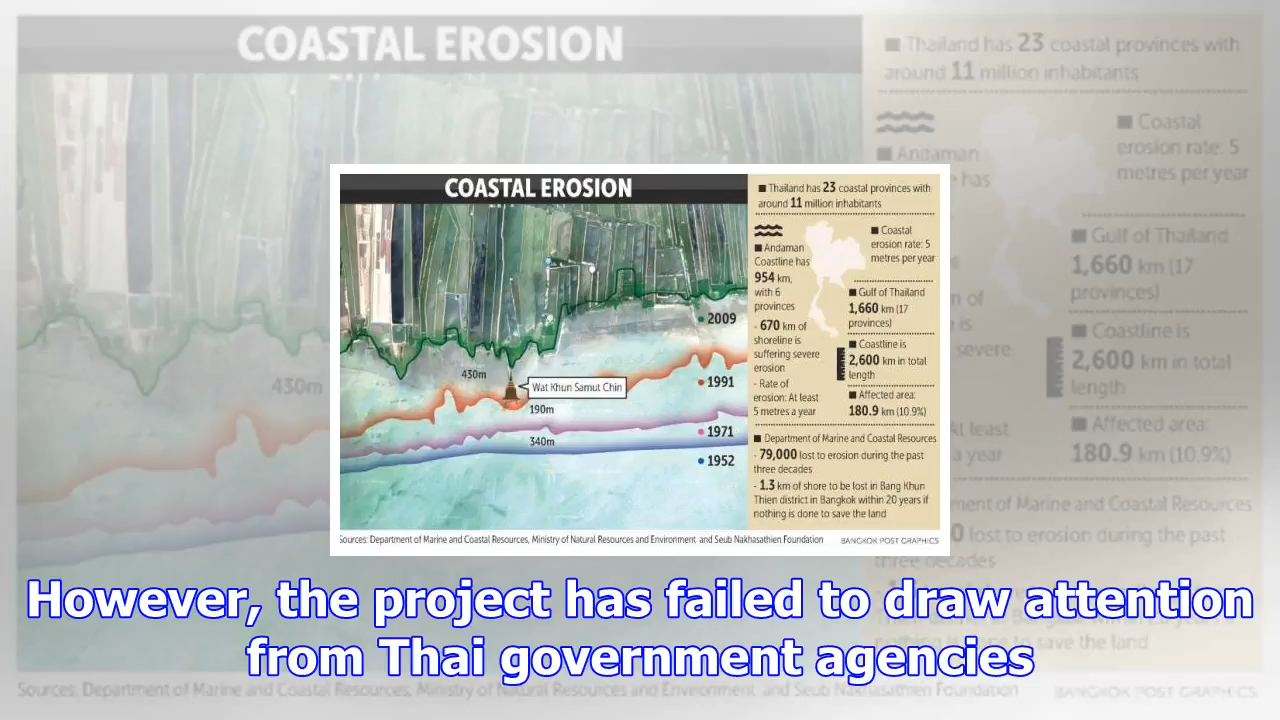 COASTAL EROSION
■ Thailand has 23 coastal provinces with
around 11 million inhabitants
■ Andaman
Coastline has
954 km,
with 6
provinces
- 670 km of
shoreline is
suffering severe
erosion
- Rate of
erosion: At least
5 metres a year
■ Coastal
erosion rate: 5
metres per year
■ Gulf of Thailand
1,660 km (17
provinces)
■ Coastline is
2,600 km in total
length
■ Affected area:
180.9 km (10.9%)
■ Department of Marine and Coastal Resources
- 79,000 lost to erosion during the past
three decades
- 1.3 km of shore to be lost in Bang Khun
Thien district in Bangkok within 20 years if
nothing is done to save the land
2009
430m
Wat Khun Samut Chin
1991
190m
1971
340m
1952
Sources: Department of Marine and Coastal Resources, Ministry of Natural Resources and Environment and Seub Nakhasathien Foundation
BANGKOK POST GRAPHICS
However, the project has failed to draw attention
from Thai government agencies